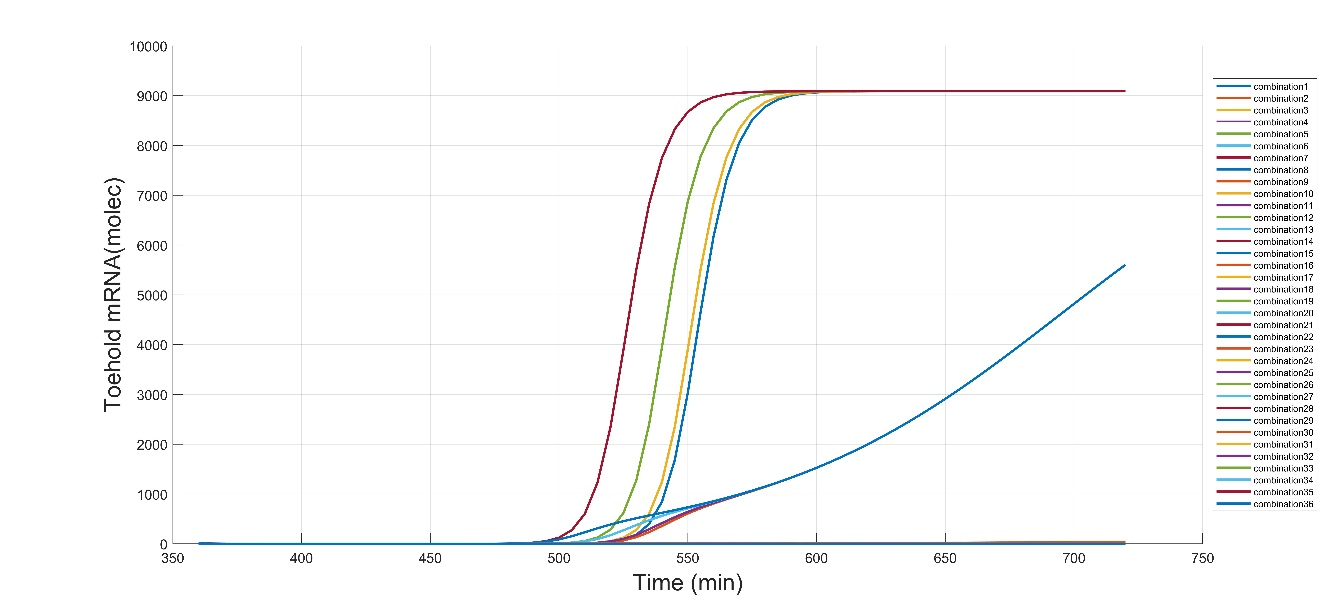 10000
9000
8000
7000
6000
5000
4000
3000
2000
1000
0
Toehold mRNA(molec)
350 400 450 500 550 600 650 700 750
Time (min)
combination1
combination2
combination3
combination4
combination5
combination6
combination7
combination8
combination9
combination10
combination11
combination12
combination13
combination14
combination15
combination16
combination17
combination18
combination19
combination20
combination21
combination22
combination23
combination24
combination25
combination26
combination27
combination28
combination29
combination30
combination31
combination32
combination33
combination34
combination35
combination36